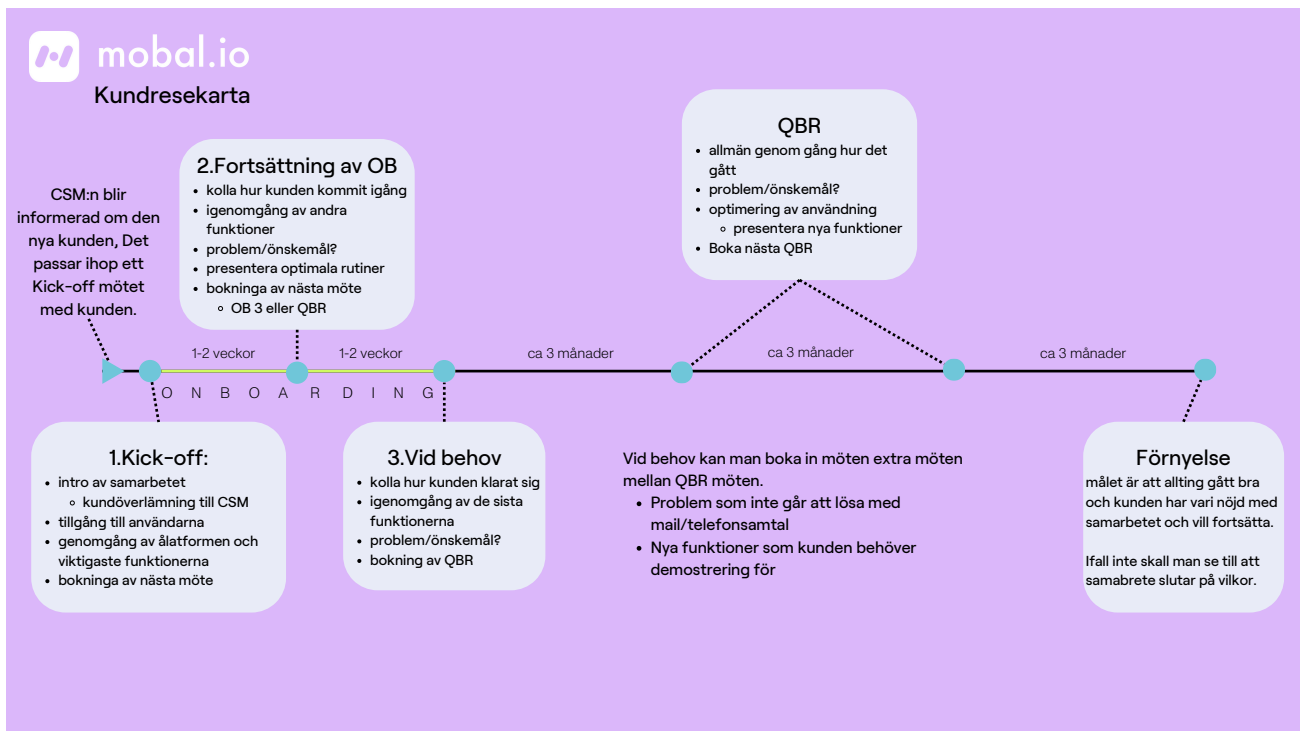 mobal.io
Kundresekarta
CSM:n blir
informerad om den
nya kunden, Det
passar ihop ett
Kick-off mötet
med kunden.
2.Fortsättning av OB
• kolla hur kunden kommit igång
• igenomgång av andra
funktioner
• problem/önskemål?
• presentera optimala rutiner
• bokninga av nästa möte
◦ OB 3 eller QBR
QBR
• allmän genom gång hur det
gått
• problem/önskemål?
• optimering av användning
◦ presentera nya funktioner
• Boka nästa QBR
1-2 veckor
1-2 veckor
ca 3 månader
ca 3 månader
ca 3 månader
O N B O A R D I N G
1.Kick-off:
• intro av samarbetet
◦ kundöverlämning till CSM
• tillgång till användarna
• genomgång av ålatformen och
viktigaste funktionerna
• bokninga av nästa möte
3.Vid behov
• kolla hur kunden klarat sig
• igenomgång av de sista
funktionerna
• problem/önskemål?
• bokning av QBR
Vid behov kan man boka in möten extra möten
mellan QBR möten.
• Problem som inte går att lösa med
mail/telefonsamtal
• Nya funktioner som kunden behöver
demostrering för
Förnyelse
målet är att allting gått bra
och kunden har vari nöjd med
samarbetet och vill fortsätta.
Ifall inte skall man se till att
samabrete slutar på vilkor.